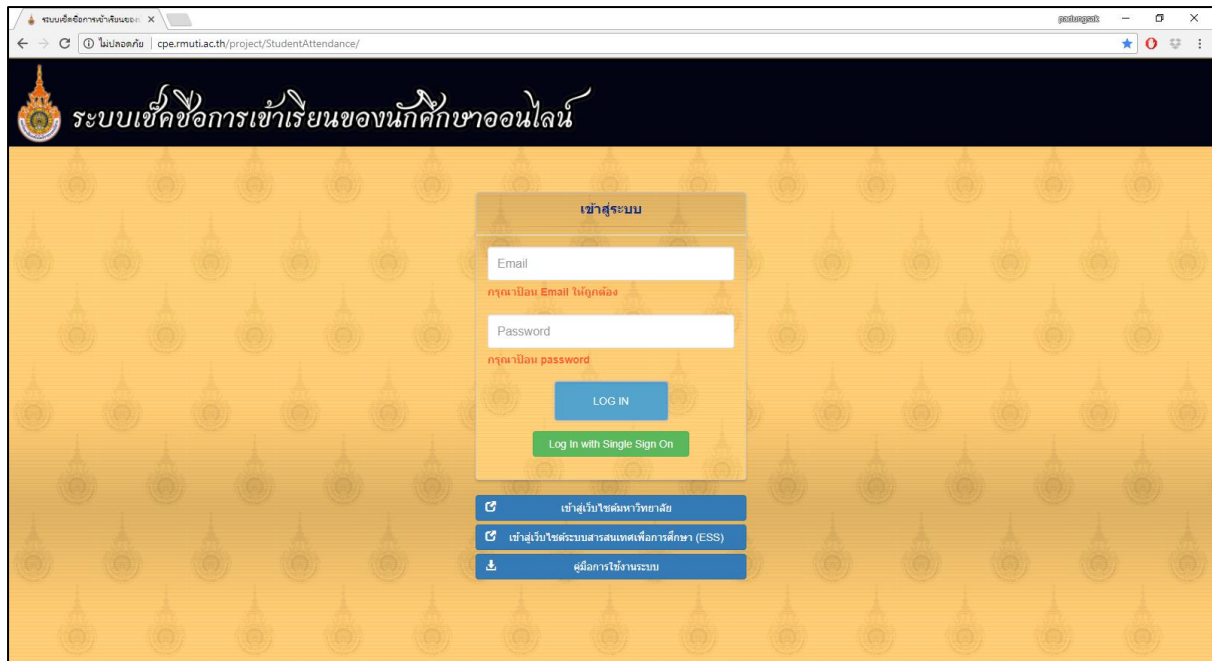 ระบบเช็คชื่อการเข้าเรียนของน
padungsak
ไม่ปลอดภัย | cpe.rmuti.ac.th/project/StudentAttendance/
ระบบเช็คชื่อการเข้าเรียนของนักศึกษาออนไลน์
เข้าสู่ระบบ
Email
กรุณาป้อน Email ให้ถูกต้อง
Password
กรุณาป้อน password
LOG IN
Log In with Single Sign On
เข้าสู่เว็บไซต์มหาวิทยาลัย
เข้าสู่เว็บไซต์ระบบสารสนเทศเพื่อการศึกษา (ESS)
คู่มือการใช้งานระบบ